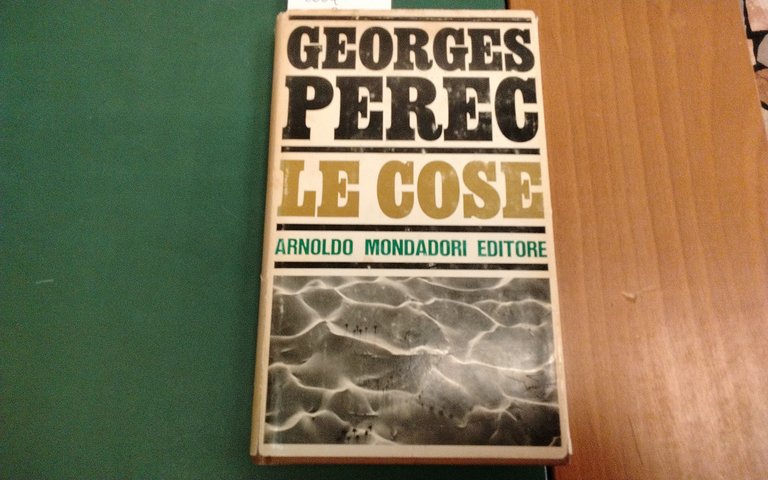 GEORGES
PEREC
LE COSE
ARNOLDO MONDADORI EDITORE